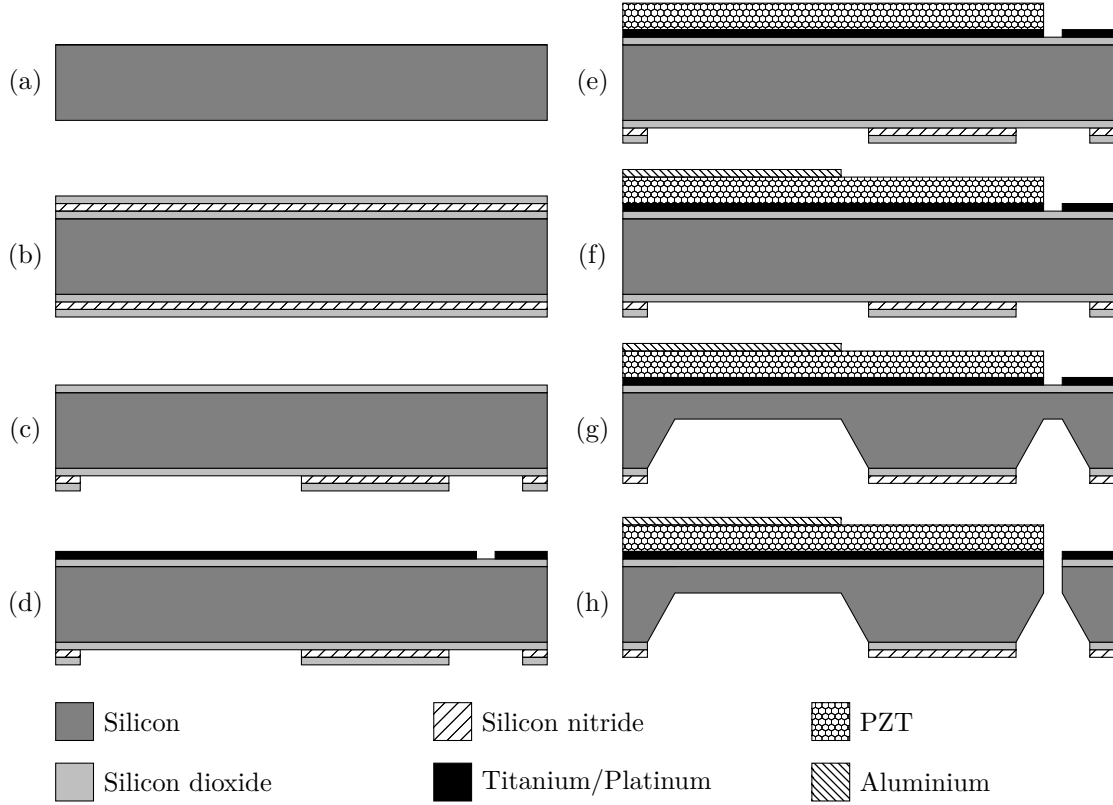 (a)
(b)
(c)
(d)
(e)
(f)
(g)
(h)
Silicon
Silicon nitride
PZT
Silicon dioxide
Titanium/Platinum
Aluminium